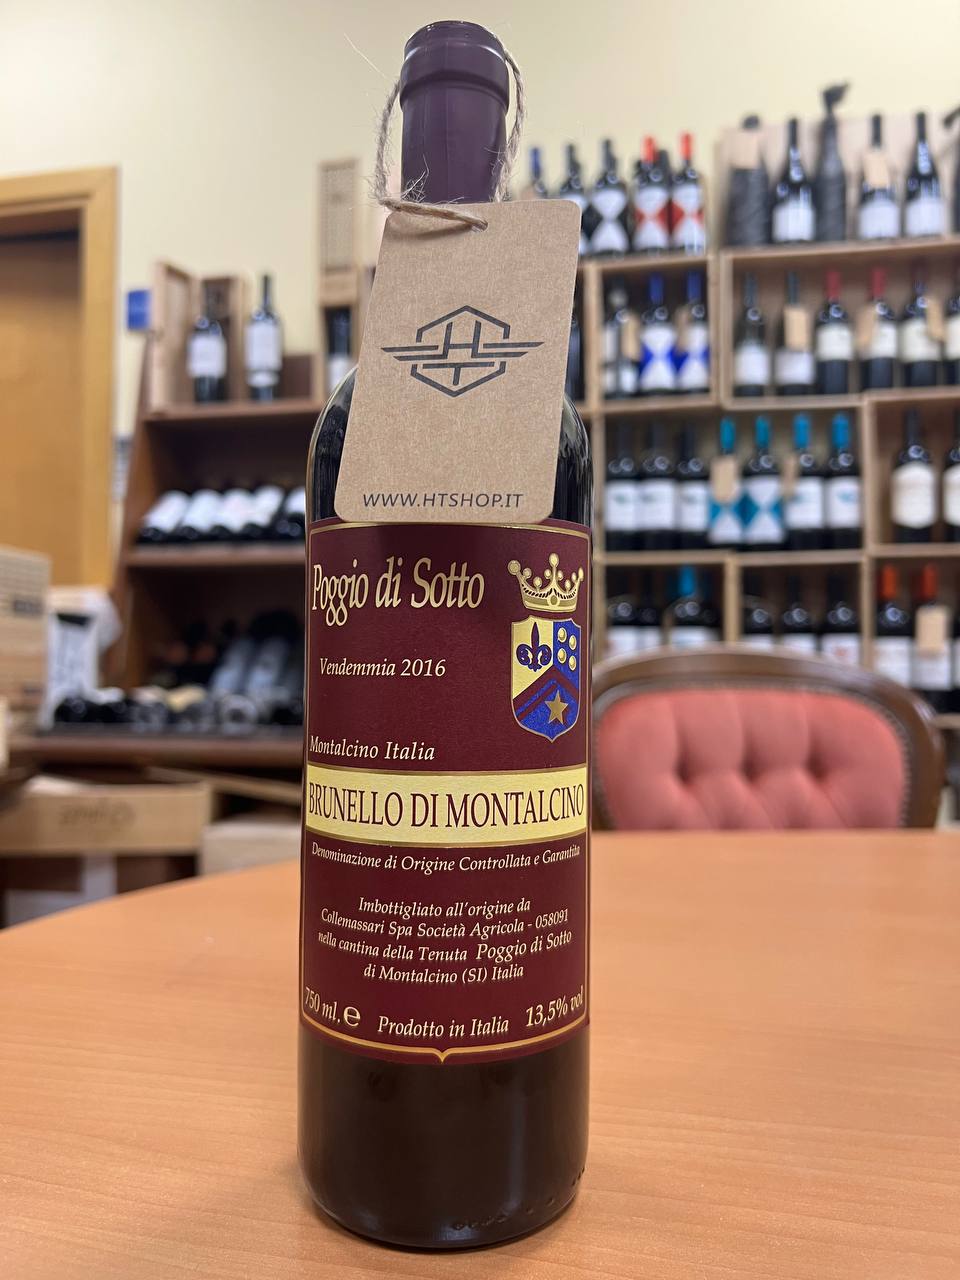 HT
WWW.HTSHOP.IT
Poggio di Sotto
Vendemmia 2016
Montalcino Italia
BRUNELLO DI MONTALCINO
Denominazione di Origine Controllata e Garantita
Imbottigliato all'origine da
Collemassari Spa Società Agricola - 058091
nella cantina della Tenuta Poggio di Sotto
di Montalcino (SI) Italia
750 ml. e Prodotto in Italia 13,5% vol